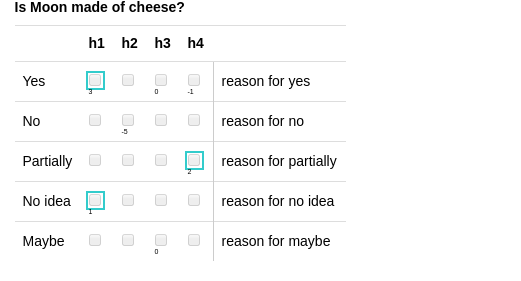 Is Moon made of cheese?
h1 h2 h3 h4
Yes reason for yes
3 0 -1
No reason for no
-5
Partially reason for partially
2
No idea reason for no idea
1
Maybe reason for maybe
0